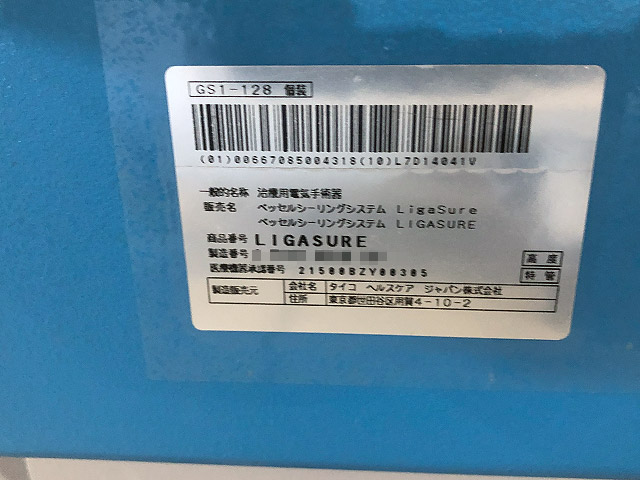 GS1-128 個装
(01)00667085004318(10)L7D14041W
一般的名称 治療用電気手術器
販売名 ベッセルシーリングシステム LigaSure
ベッセルシーリングシステム LIGASURE
商品番号 LIGASURE
製造番号
高度
医療機器承認番号 21500BZY00305
特管
製造販売元 会社名 タイコ ヘルスケア ジャパン株式会社
住所 東京都世田谷区用賀4-10-2